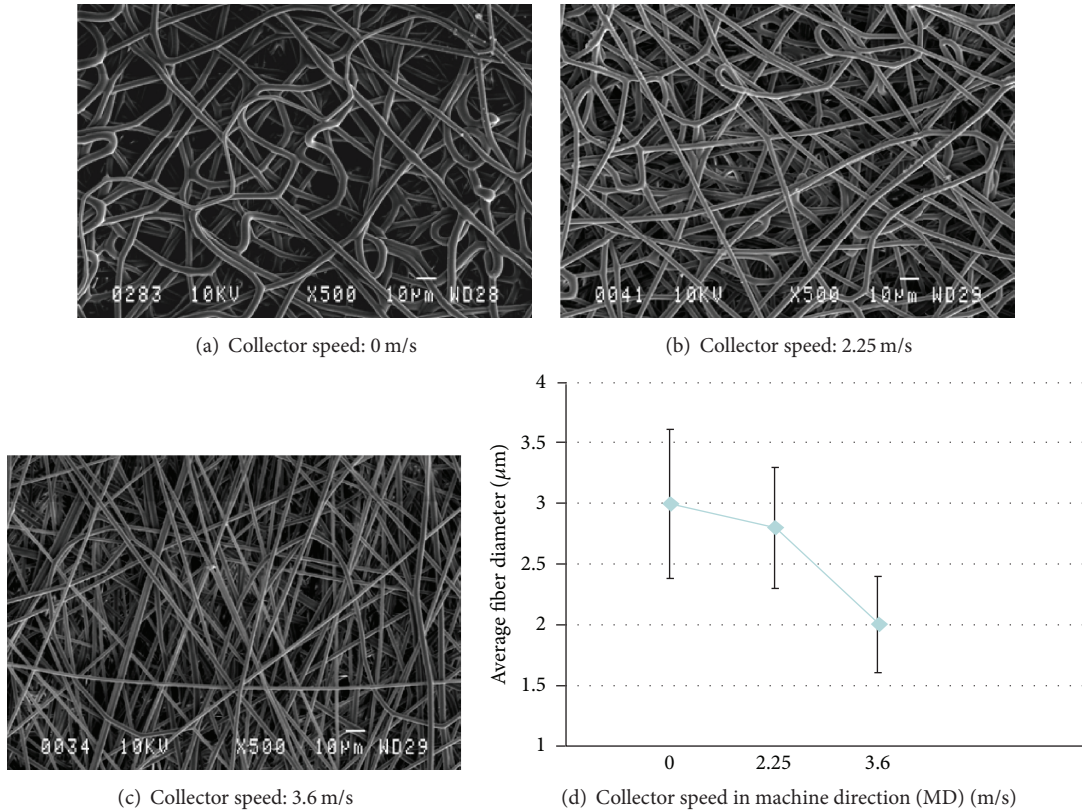 0283 10KV X500 10μm WD28
0041 10KV X500 10μm WD29
(a) Collector speed: 0 m/s
(b) Collector speed: 2.25 m/s
0034 10KV X500 10μm WD29
(c) Collector speed: 3.6 m/s
4
3.5
3
2.5
2
1.5
1
Average fiber diameter (μm)
0 2.25 3.6
(d) Collector speed in machine direction (MD) (m/s)